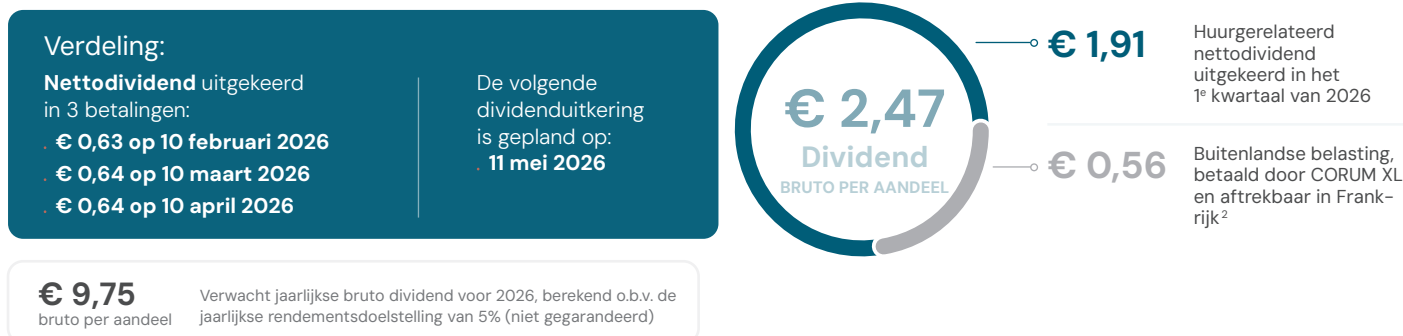 Verdeling:
Nettodividend uitgekeerd
in 3 betalingen:
. € 0,63 op 10 februari 2026
. € 0,64 op 10 maart 2026
. € 0,64 op 10 april 2026
De volgende
dividenduitkering
is gepland op:
. 11 mei 2026
€ 2,47
Dividend
BRUTO PER AANDEEL
€ 1,91
Huurgerelateerd
nettodividend
uitgekeerd in het
1e kwartaal van 2026
€ 0,56
Buitenlandse belasting,
betaald door CORUM XL
en aftrekbaar in Frank-
rijk²
€ 9,75
bruto per aandeel
Verwacht jaarlijkse bruto dividend voor 2026, berekend o.b.v. de
jaarlijkse rendementsdoelstelling van 5% (niet gegarandeerd)